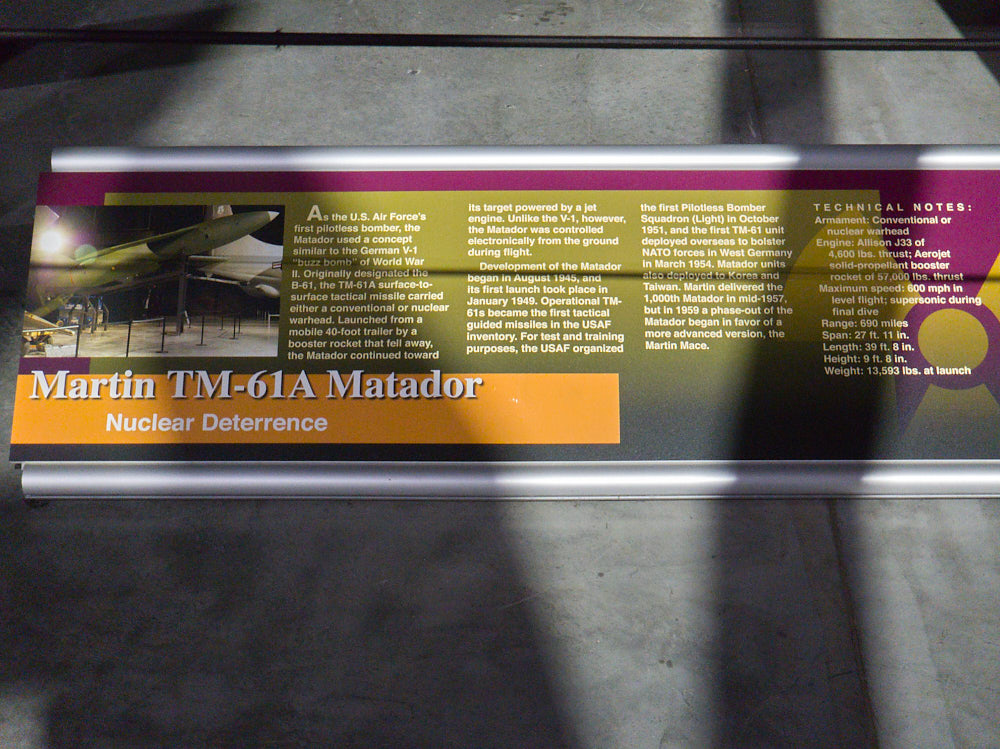 As the U.S. Air Force's
first pilotless bomber, the
Matador used a concept
similar to the German V-1
"buzz bomb" of World War
II. Originally designated the
B-61, the TM-61A surface-to-
surface tactical missile carried
either a conventional or nuclear
warhead. Launched from a
mobile 40-foot trailer by a
booster rocket that fell away,
the Matador continued toward
its target powered by a jet
engine. Unlike the V-1, however,
the Matador was controlled
electronically from the ground
during flight.
Development of the Matador
began in August 1945, and
its first launch took place in
January 1949. Operational TM-
61s became the first tactical
guided missiles in the USAF
inventory. For test and training
purposes, the USAF organized
the first Pilotless Bomber
Squadron (Light) in October
1951, and the first TM-61 unit
deployed overseas to bolster
NATO forces in West Germany
in March 1954. Matador units
also deployed to Korea and
Taiwan. Martin delivered the
1,000th Matador in mid-1957,
but in 1959 a phase-out of the
Matador began in favor of a
more advanced version, the
Martin Mace.
TECHNICAL NOTES:
Armament: Conventional or
nuclear warhead
Engine: Allison J33 of
4,600 lbs. thrust; Aerojet
solid-propellant booster
rocket of 57,000 lbs. thrust
Maximum speed: 600 mph in
level flight; supersonic during
final dive
Range: 690 miles
Span: 27 ft. 11 in.
Length: 39 ft. 8 in.
Height: 9 ft. 8 in.
Weight: 13,593 lbs. at launch
Martin TM-61A Matador
Nuclear Deterrence